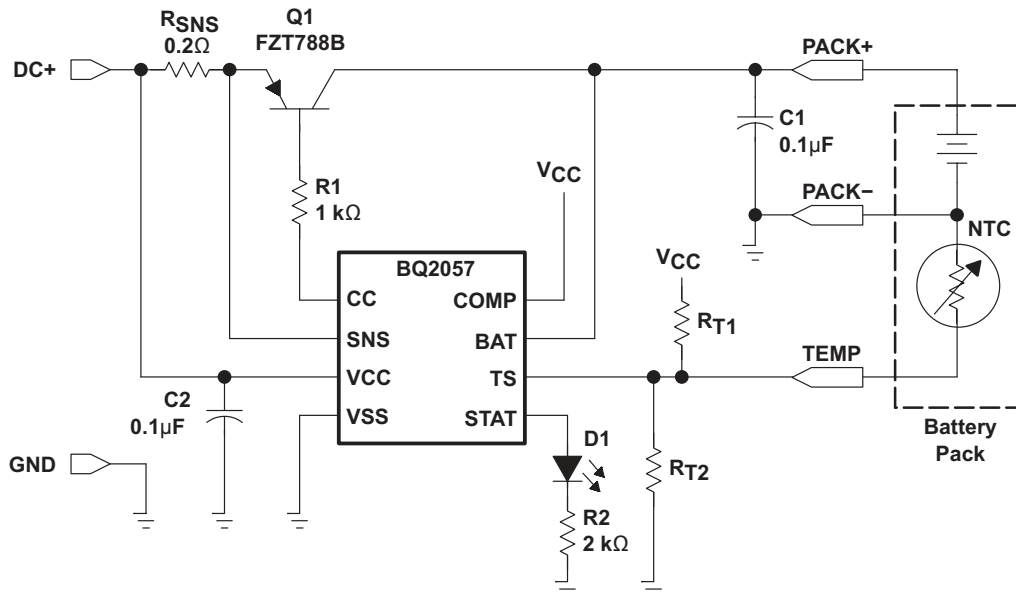 RSNS
0.2Ω
Q1
FZT788B
DC+
PACK+
C1
0.1µF
VCC
R1
1 kΩ
PACK−
NTC
BQ2057
VCC
CC
COMP
RT1
SNS
BAT
TEMP
VCC
TS
C2
0.1µF
VSS
STAT
Battery
Pack
D1
GND
RT2
R2
2 kΩ